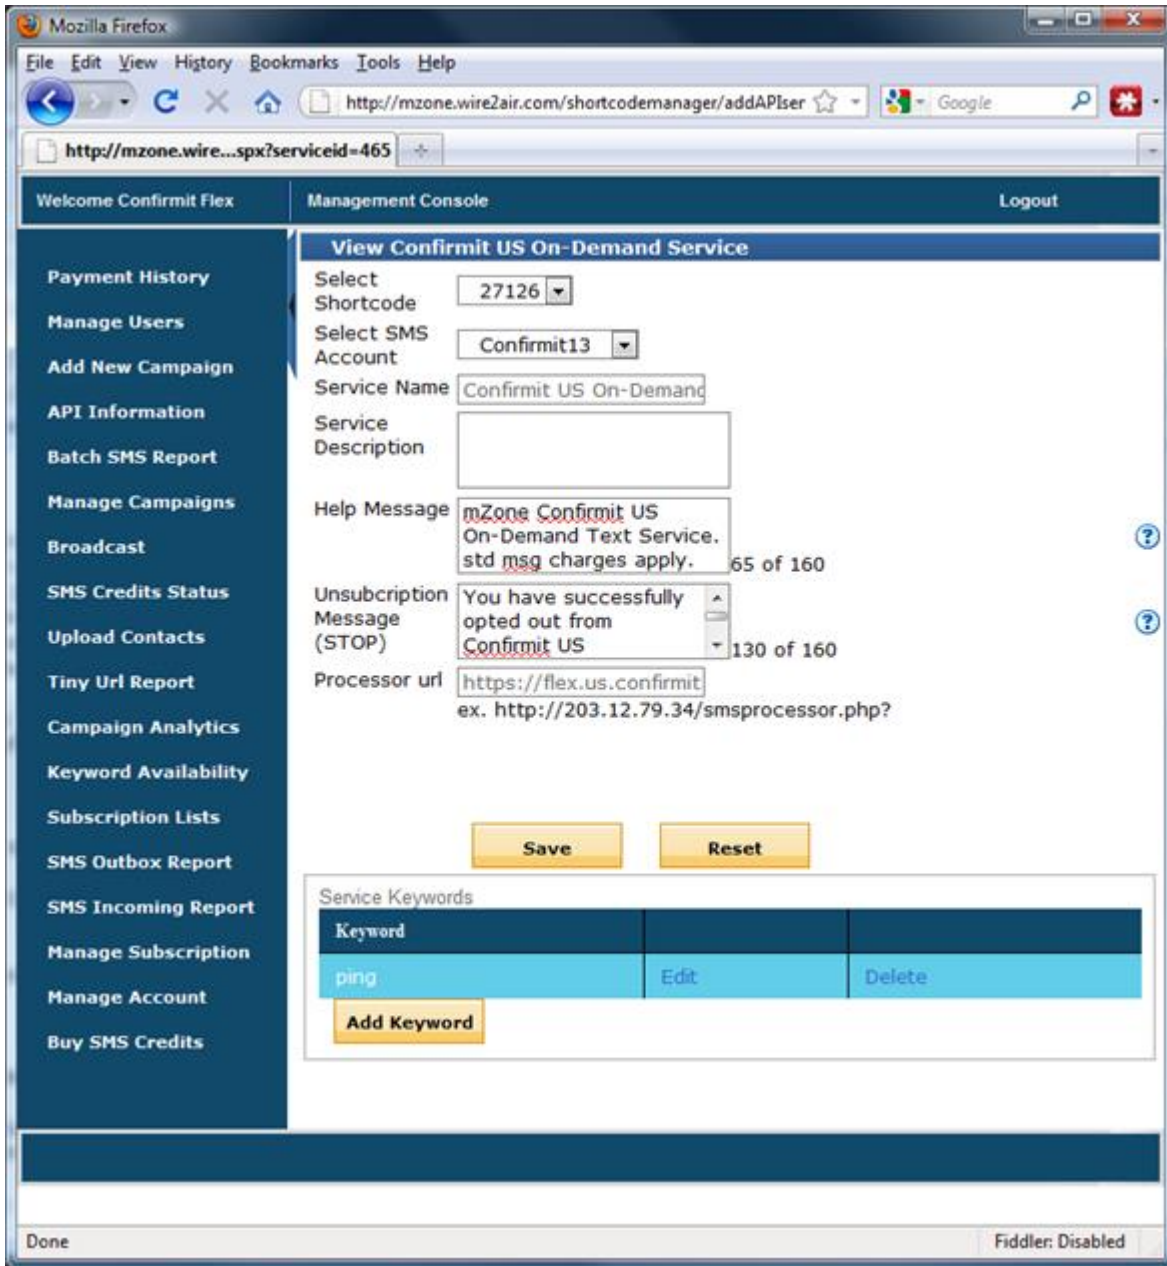 Mozilla Firefox
File Edit View History Bookmarks Tools Help
http://mzone.wire2air.com/shortcodemanager/addAPIser
Google
http://mzone.wire...spx?serviceid=465
Welcome Confirmit Flex
Management Console
Logout
Payment History
Manage Users
Add New Campaign
API Information
Batch SMS Report
Manage Campaigns
Broadcast
SMS Credits Status
Upload Contacts
Tiny Url Report
Campaign Analytics
Keyword Availability
Subscription Lists
SMS Outbox Report
SMS Incoming Report
Manage Subscription
Manage Account
Buy SMS Credits
View Confirmit US On-Demand Service
Select
Shortcode
27126
Select SMS
Account
Confirmit13
Service Name
Confirmit US On-Demand
Service
Description
Help Message
mZone Confirmit US
On-Demand Text Service.
std msg charges apply.
65 of 160
?
Unsubcription
Message
(STOP)
You have successfully
opted out from
Confirmit US
130 of 160
?
Processor url
https://flex.us.confirmit
ex. http://203.12.79.34/smsprocessor.php?
Save
Reset
Service Keywords
Keyword
ping
Edit
Delete
Add Keyword
Done
Fiddler: Disabled